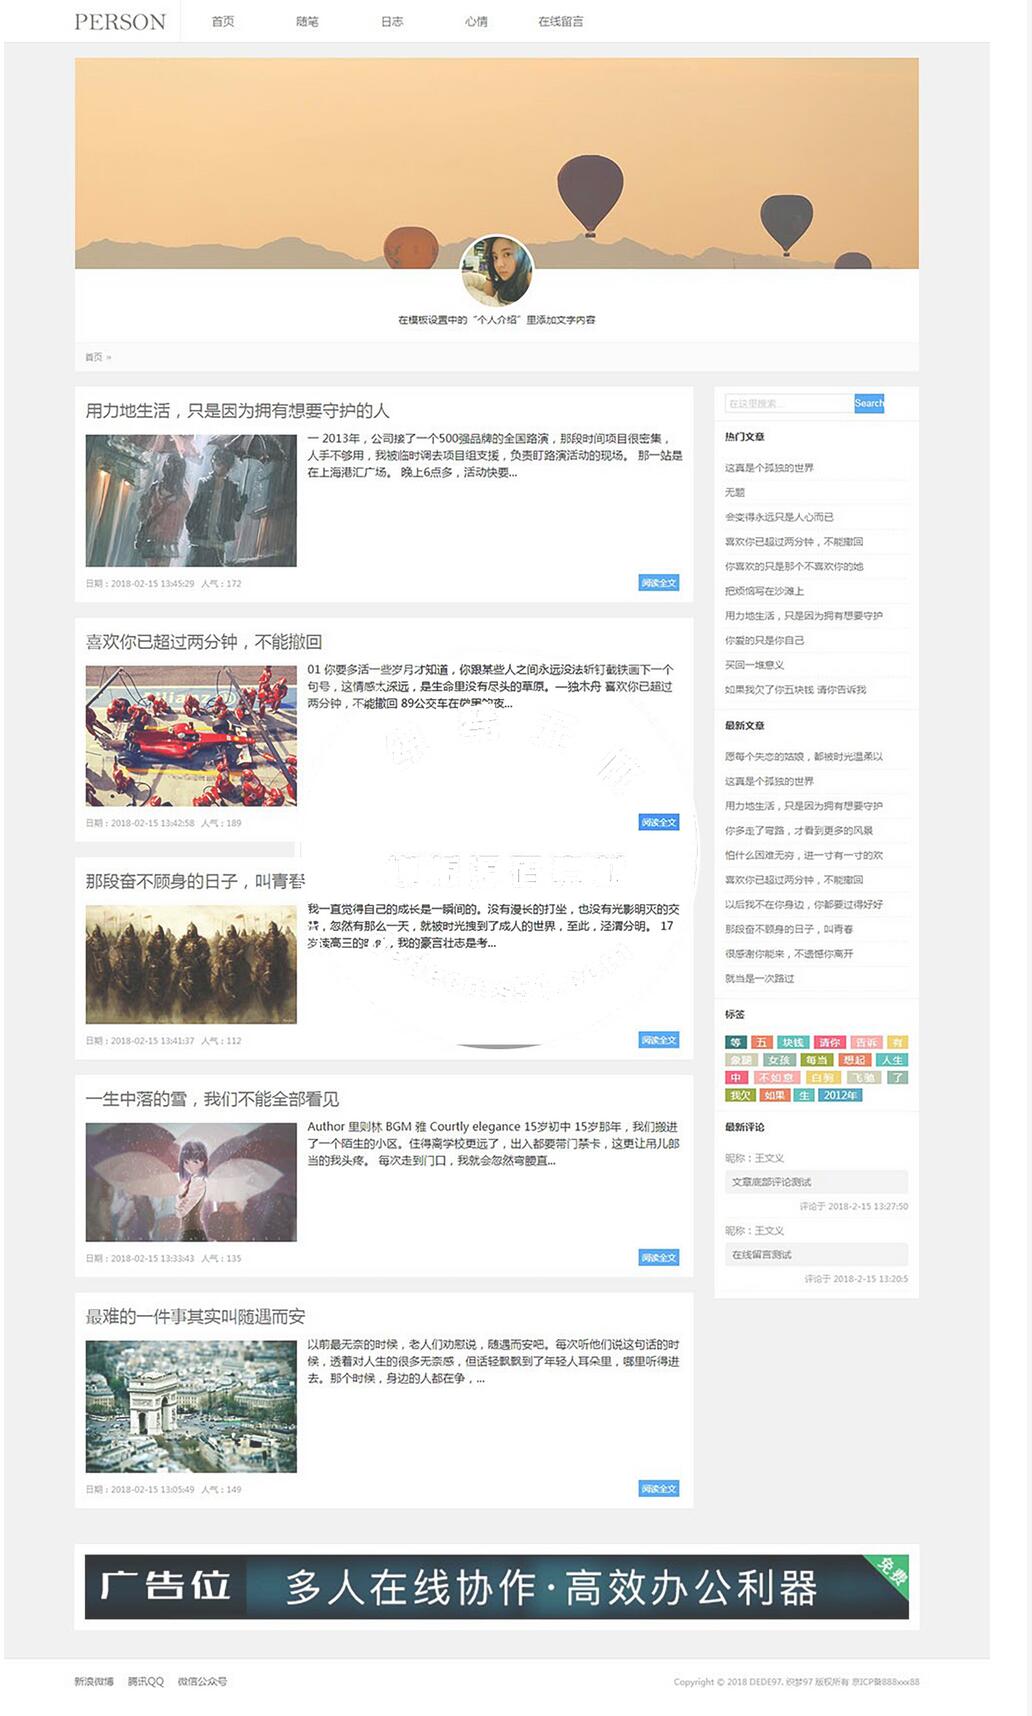 PERSON
首页 随笔 日志 心情 在线留言
在模板设置中的“个人介绍”里添加文字内容
首页 »
用力地生活，只是因为拥有想要守护的人
一 2013年，公司接了一个500强品牌的全国路演，那段时间项目很密集，
人手不够用，我被临时调去项目组支援，负责盯路演活动的现场。 那一站是
在上海港汇广场。 晚上6点多，活动快要...
日期：2018-02-15 13:45:29 人气：172
阅读全文
喜欢你已超过两分钟，不能撤回
01 你要多活一些岁月才知道，你跟某些人之间永远没法斩钉截铁画下一个
句号，这情感太深远，是生命里没有尽头的草原。—独木舟 喜欢你已超过
两分钟，不能撤回 89公交车在
日期：2018-02-15 13:42:58 人气：189
阅读全文
那段奋不顾身的日子，叫青春
我一直觉得自己的成长是一瞬间的。没有漫长的打坐，也没有光影明灭的交
，忽然有那么一天，就被时光拽到了成人的世界，至此，泾渭分明。 17
岁凌高三的 ，我的豪言壮志是考...
日期：2018-02-15 13:41:37 人气：112
阅读全文
一生中落的雪，我们不能全部看见
Author 里则林 BGM 雅 Courtly elegance 15岁初中 15岁那年，我们搬进
了一个陌生的小区。住得离学校更远了，出入都要带门禁卡，这更让吊儿郎
当的我头疼。 每次走到门口，我就会忽然弯腰直...
日期：2018-02-15 13:33:43 人气：135
阅读全文
最难的一件事其实叫随遇而安
以前最无奈的时候，老人们劝慰说，随遇而安吧。每次听他们说这句话的时
候，透着对人生的很多无奈感，但话轻飘飘到了年轻人耳朵里，哪里听得进
去。那个时候，身边的人都在争，...
日期：2018-02-15 13:05:49 人气：149
阅读全文
在这里搜索...
Search
热门文章
这真是个孤独的世界
无题
会变得永远只是人心而已
喜欢你已超过两分钟，不能撤回
你喜欢的只是那个不喜欢你的她
把烦恼写在沙滩上
用力地生活，只是因为拥有想要守护
你爱的只是你自己
买回一堆意义
如果我欠了你五块钱 请你告诉我
最新文章
愿每个失恋的姑娘，都被时光温柔以
这真是个孤独的世界
用力地生活，只是因为拥有想要守护
你多走了弯路，才看到更多的风景
怕什么困难无穷，进一寸有一寸的欢
喜欢你已超过两分钟，不能撤回
以后我不在你身边，你都要过得好好
那段奋不顾身的日子，叫青春
很感谢你能来，不遗憾你离开
就当是一次路过
标签
等 五 块钱 请你 告诉 有
象腿 女孩 每当 想起 人生
中 不如意 白剪 飞驰 了
我欠 如果 生 2012年
最新评论
昵称：王文义
文章底部评论测试
评论于 2018-2-15 13:27:50
昵称：王文义
在线留言测试
评论于 2018-2-15 13:20:5
广告位 多人在线协作·高效办公利器 免费
新浪微博 腾讯QQ 微信公众号
Copyright © 2018 DEDE97. 织梦97 版权所有 京ICP备888xxx88